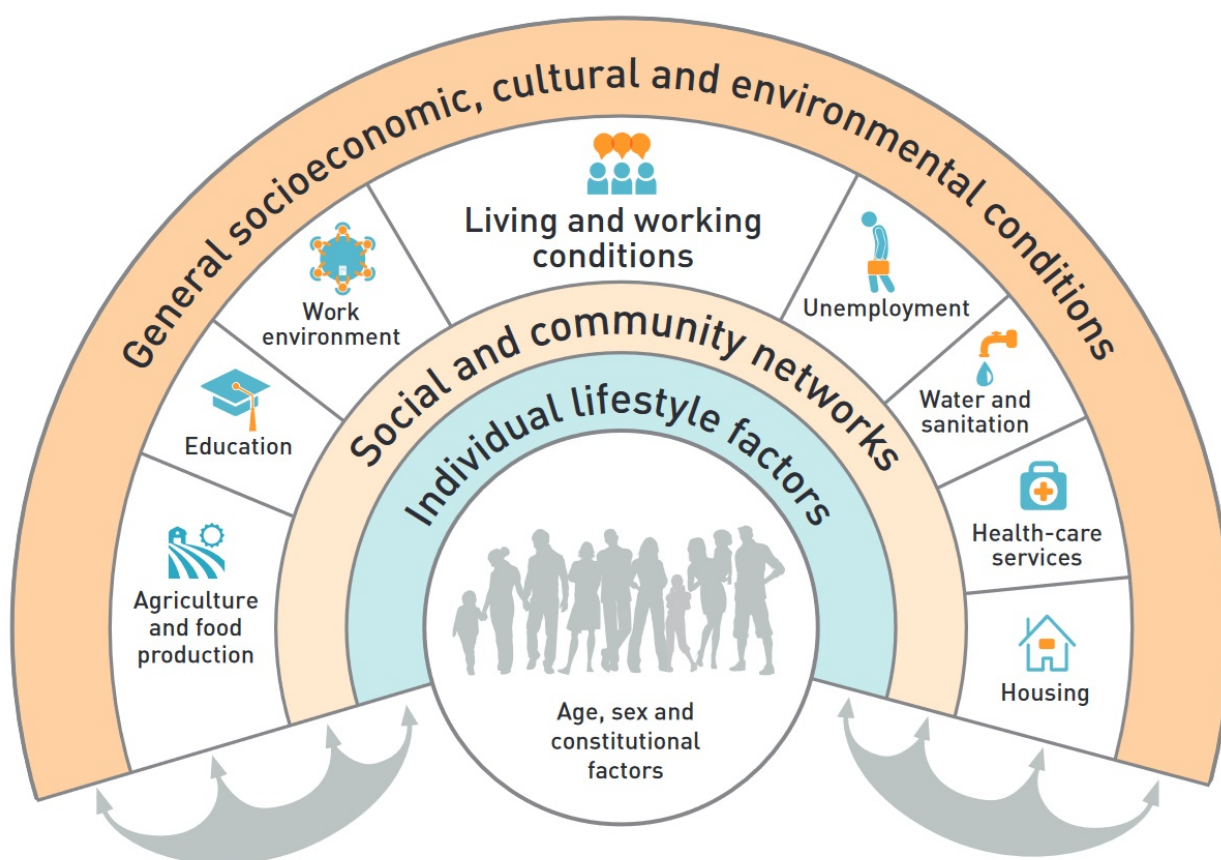 General socioeconomic, cultural and environmental conditions
Living and working
conditions
Work
environment
Unemployment
Education
Water and
sanitation
Agriculture
and food
production
Health-care
services
Housing
Social and community networks
Individual lifestyle factors
Age, sex and
constitutional
factors